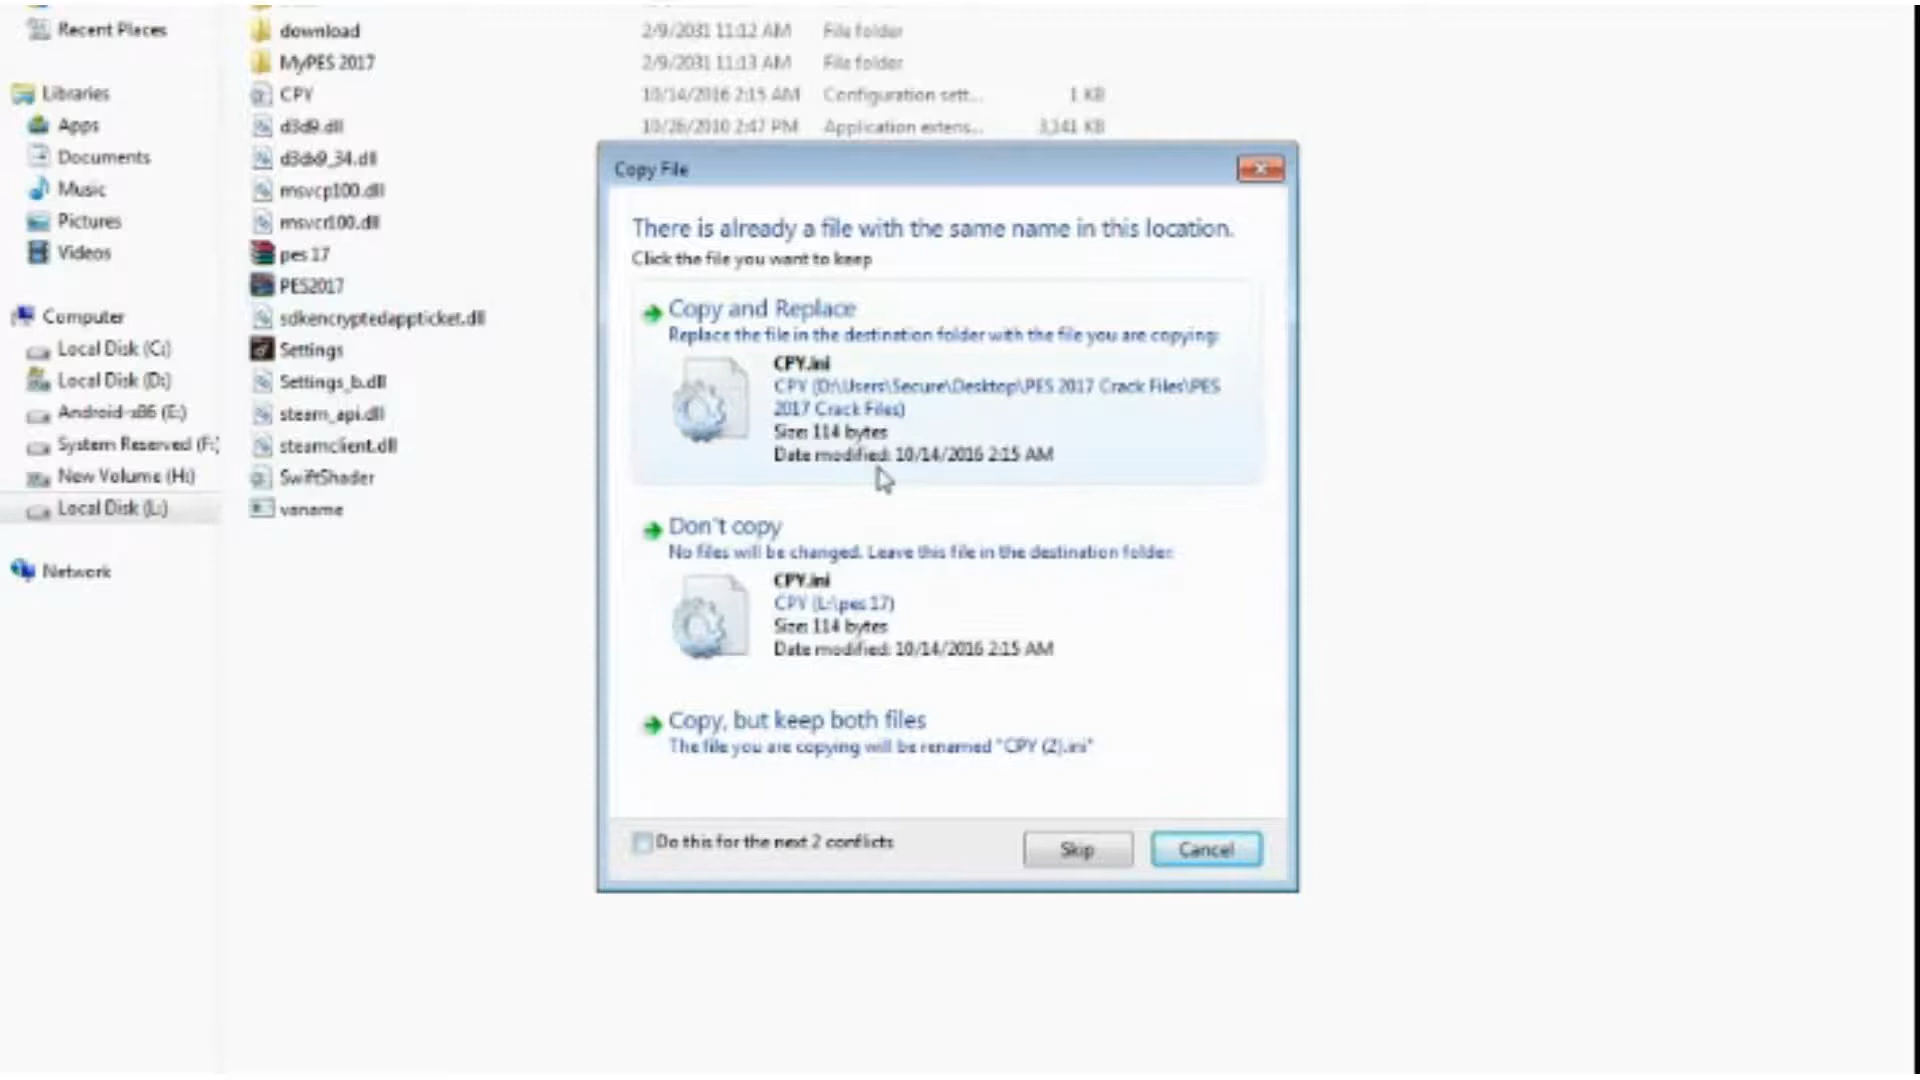 Recent Places
Libraries
Apps
Documents
Music
Pictures
Videos
Computer
Local Disk (C:)
Local Disk (D:)
Android-x86 (E:)
System Reserved (F:)
New Volume (H:)
Local Disk (L:)
Network
download 2/9/2031 11:12 AM File folder
MyPES 2017 2/9/2031 11:13 AM File folder
CPY 10/14/2016 2:15 AM Configuration sett... 1 KB
d3d9.dll 10/26/2010 2:47 PM Application extens... 3,141 KB
d3dx9_34.dll
msvcp100.dll
msvcr100.dll
pes 17
PES2017
sdkencryptedappticket.dll
Settings
Settings_b.dll
steam_api.dll
steamclient.dll
SwiftShader
vaname
Copy File
There is already a file with the same name in this location.
Click the file you want to keep
Copy and Replace
Replace the file in the destination folder with the file you are copying:
CPY.ini
CPY (D:\Users\Secure\Desktop\PES 2017 Crack Files\PES
2017 Crack Files)
Size: 114 bytes
Date modified: 10/14/2016 2:15 AM
Don't copy
No files will be changed. Leave this file in the destination folder:
CPY.ini
CPY (L:\pes 17)
Size: 114 bytes
Date modified: 10/14/2016 2:15 AM
Copy, but keep both files
The file you are copying will be renamed "CPY (2).ini"
Do this for the next 2 conflicts
Skip
Cancel